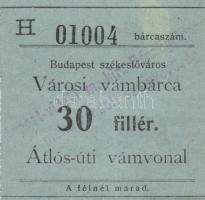 H 01004 bárcaszám.
Budapest székesfőváros
Városi vámbárca
30 fillér.
Átlós-úti vámvonal
A félnél marad.